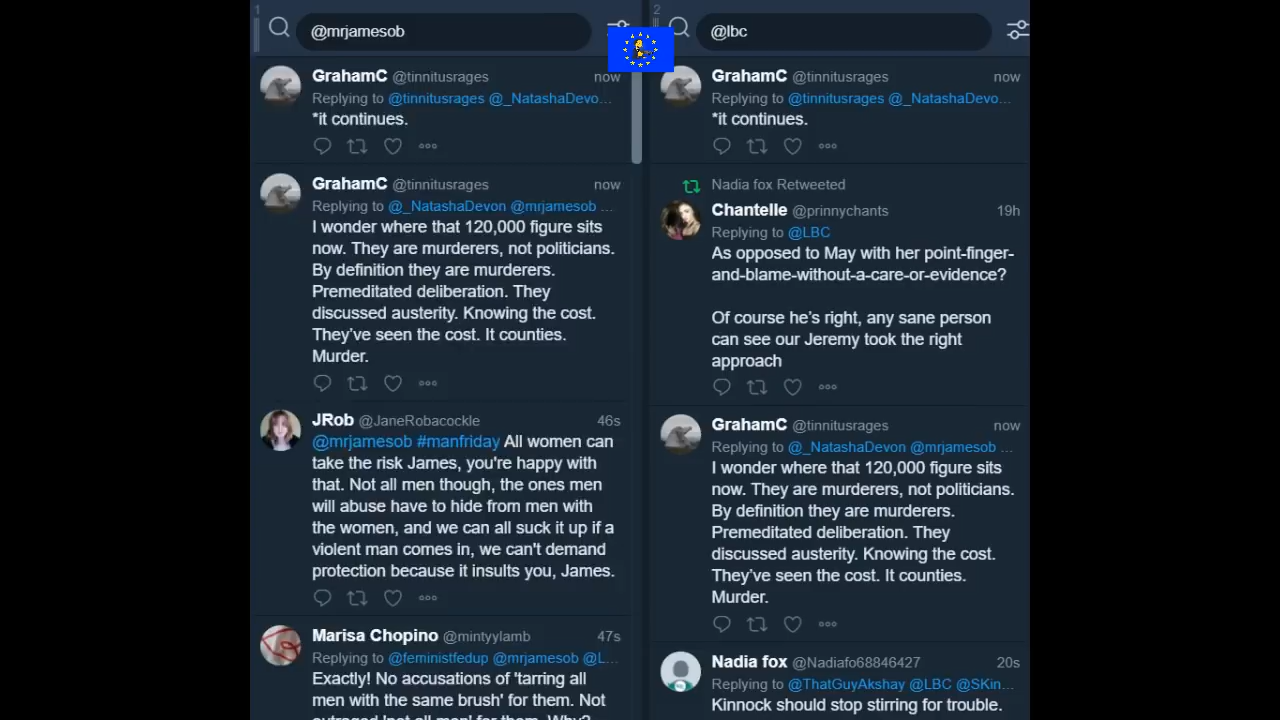 1
@mrjamesob
GrahamC @tinnitusrages now
Replying to @tinnitusrages @_NatashaDevo...
*it continues.
GrahamC @tinnitusrages now
Replying to @_NatashaDevon @mrjamesob ...
I wonder where that 120,000 figure sits
now. They are murderers, not politicians.
By definition they are murderers.
Premeditated deliberation. They
discussed austerity. Knowing the cost.
They’ve seen the cost. It counties.
Murder.
JRob @JaneRobacockle 46s
@mrjamesob #manfriday All women can
take the risk James, you're happy with
that. Not all men though, the ones men
will abuse have to hide from men with
the women, and we can all suck it up if a
violent man comes in, we can't demand
protection because it insults you, James.
Marisa Chopino @mintyylamb 47s
Replying to @feministfedup @mrjamesob @L...
Exactly! No accusations of 'tarring all
men with the same brush' for them. Not
outraged 'not all men' for them. Why?
2
@lbc
GrahamC @tinnitusrages now
Replying to @tinnitusrages @_NatashaDevo...
*it continues.
Nadia fox Retweeted
Chantelle @prinnychants 19h
Replying to @LBC
As opposed to May with her point-finger-
and-blame-without-a-care-or-evidence?
Of course he’s right, any sane person
can see our Jeremy took the right
approach
GrahamC @tinnitusrages now
Replying to @_NatashaDevon @mrjamesob ...
I wonder where that 120,000 figure sits
now. They are murderers, not politicians.
By definition they are murderers.
Premeditated deliberation. They
discussed austerity. Knowing the cost.
They’ve seen the cost. It counties.
Murder.
Nadia fox @Nadiafo68846427 20s
Replying to @ThatGuyAkshay @LBC @SKin...
Kinnock should stop stirring for trouble.